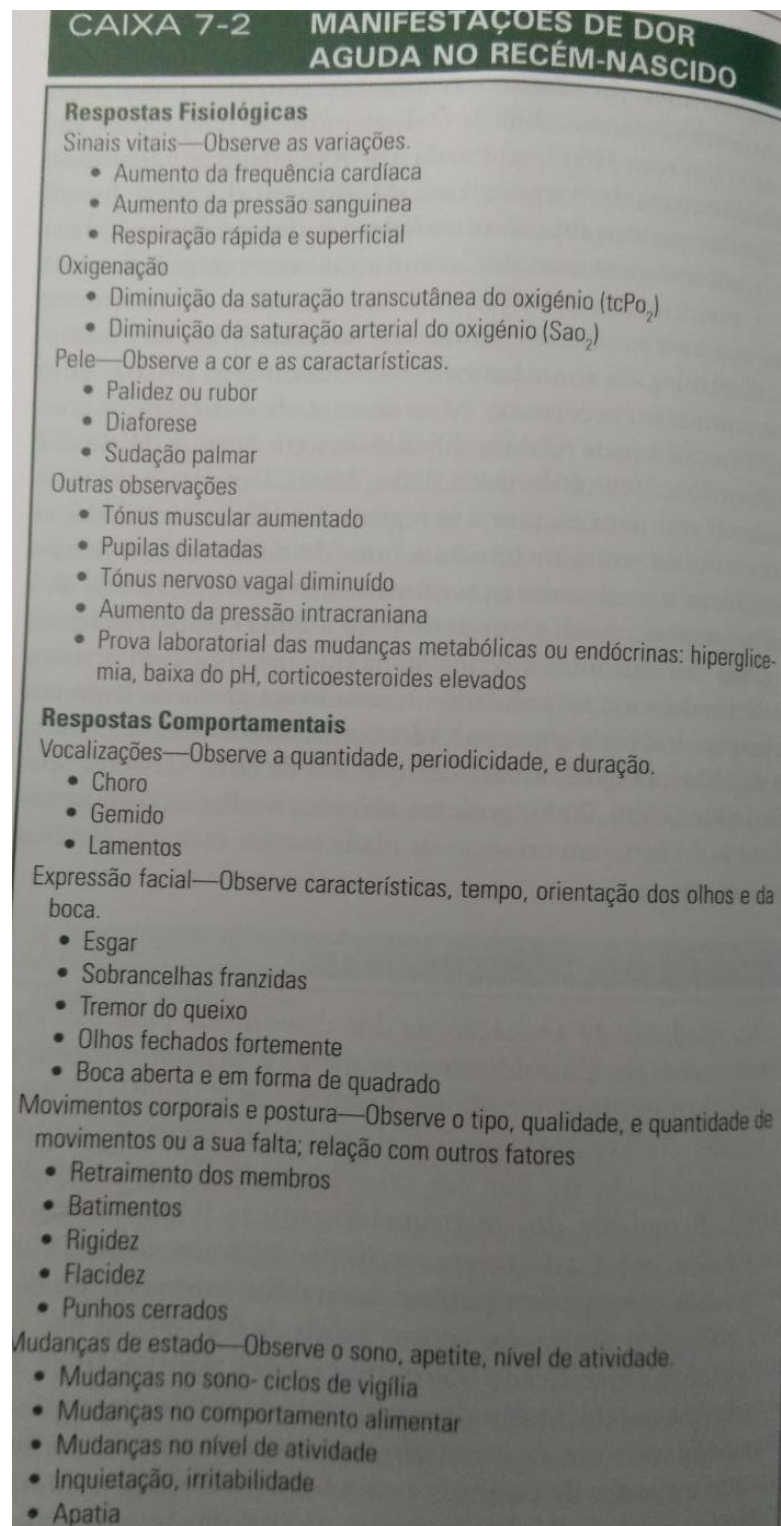 CAIXA 7-2 MANIFESTAÇÕES DE DOR
AGUDA NO RECÉM-NASCIDO
Respostas Fisiológicas
Sinais vitais—Observe as variações.
• Aumento da frequência cardíaca
• Aumento da pressão sanguinea
• Respiração rápida e superficial
Oxigenação
• Diminuição da saturação transcutânea do oxigénio (tcPo₂)
• Diminuição da saturação arterial do oxigénio (Sao₂)
Pele—Observe a cor e as caractarísticas.
• Palidez ou rubor
• Diaforese
• Sudação palmar
Outras observações
• Tónus muscular aumentado
• Pupilas dilatadas
• Tónus nervoso vagal diminuído
• Aumento da pressão intracraniana
• Prova laboratorial das mudanças metabólicas ou endócrinas: hiperglice-
mia, baixa do pH, corticoesteroides elevados
Respostas Comportamentais
Vocalizações—Observe a quantidade, periodicidade, e duração.
• Choro
• Gemido
• Lamentos
Expressão facial—Observe características, tempo, orientação dos olhos e da
boca.
• Esgar
• Sobrancelhas franzidas
• Tremor do queixo
• Olhos fechados fortemente
• Boca aberta e em forma de quadrado
Movimentos corporais e postura—Observe o tipo, qualidade, e quantidade de
movimentos ou a sua falta; relação com outros fatores
• Retraimento dos membros
• Batimentos
• Rigidez
• Flacidez
• Punhos cerrados
Mudanças de estado—Observe o sono, apetite, nível de atividade.
• Mudanças no sono- ciclos de vigília
• Mudanças no comportamento alimentar
• Mudanças no nível de atividade
• Inquietação, irritabilidade
• Apatia